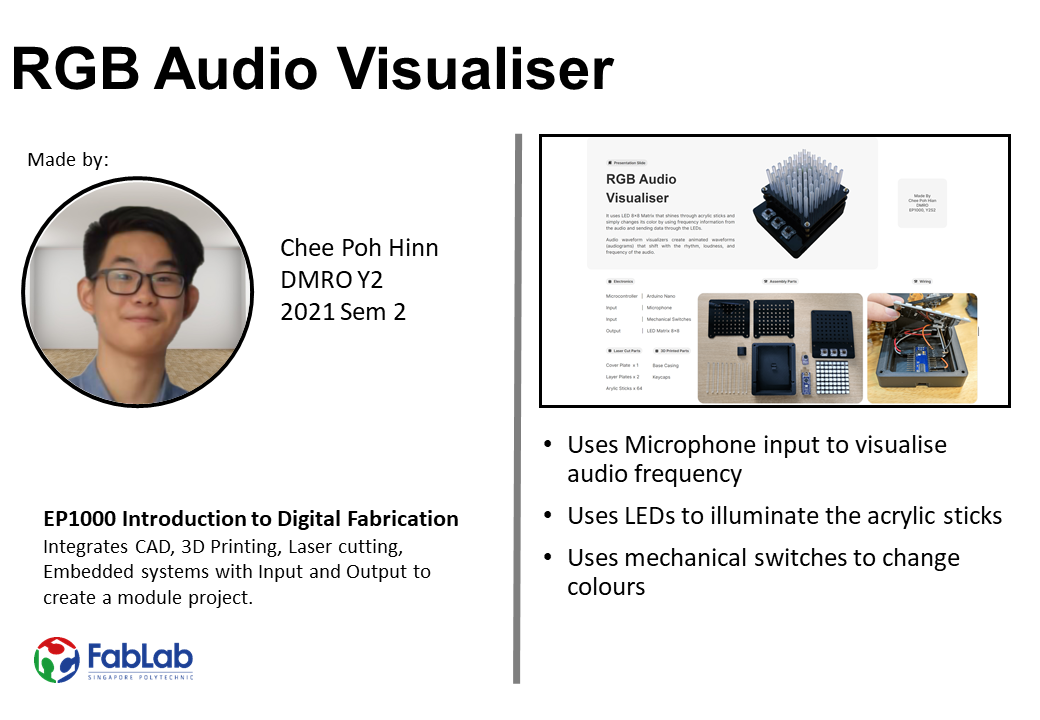 RGB Audio Visualiser
Made by:
Chee Poh Hinn
DMRO Y2
2021 Sem 2
EP1000 Introduction to Digital Fabrication
Integrates CAD, 3D Printing, Laser cutting,
Embedded systems with Input and Output to
create a module project.
FabLab
SINGAPORE POLYTECHNIC
Presentation Slide
RGB Audio
Visualiser
It uses LED 8*8 Matrix that shines through acrylic sticks and
simply changes its color by using frequency information from
the audio and sending data through the LEDs.
Audio waveform visualizers create animated waveforms
(audiograms) that shift with the rhythm, loudness, and
frequency of the audio.
Made By
Chee Poh Hian
DMRO
EP1000, Y2S2
Electronics
Microcontroller | Arduino Nano
Input | Microphone
Input | Mechanical Switches
Output | LED Matrix 8*8
Laser Cut Parts
3D Printed Parts
Cover Plate x 1
Base Casing
Layer Plates x 2
Keycaps
Arylic Sticks x 64
Assembly Parts
Wiring
• Uses Microphone input to visualise
audio frequency
• Uses LEDs to illuminate the acrylic sticks
• Uses mechanical switches to change
colours